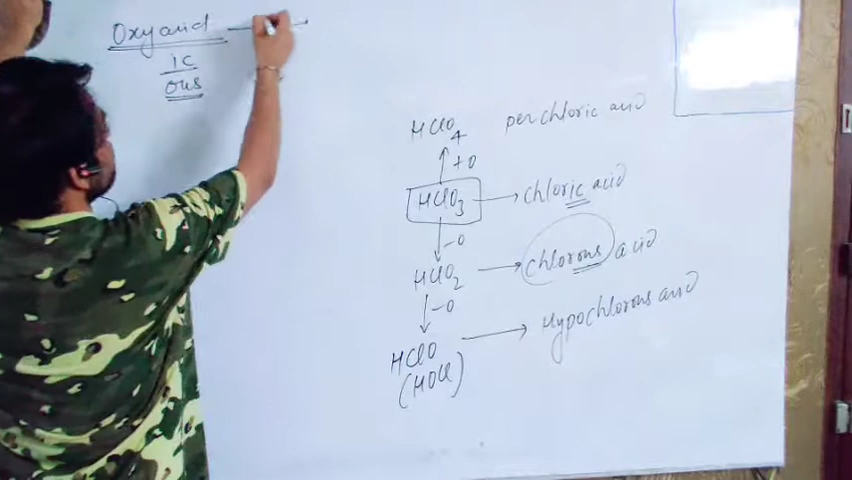 Oxyacid
ic
ous
HClO4 perchloric acid
+O
HClO3 chloric acid
-O
HClO2 chlorous acid
-O
HClO Hypochlorous acid
(HOCl)